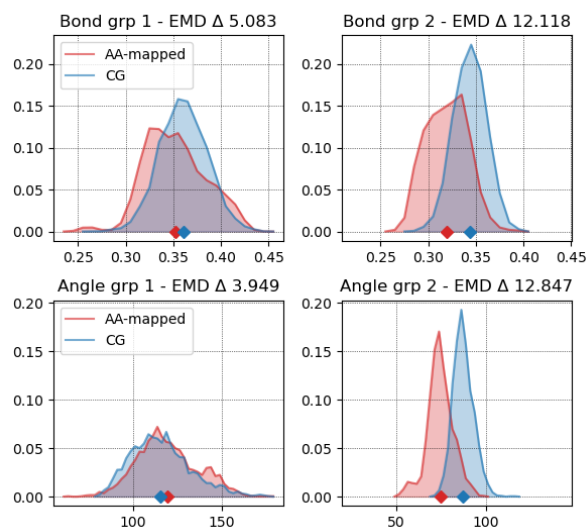 Bond grp 1 - EMD Δ 5.083
Bond grp 2 - EMD Δ 12.118
AA-mapped
CG
0.20
0.15
0.10
0.05
0.00
0.25 0.30 0.35 0.40 0.45
0.20
0.15
0.10
0.05
0.00
0.25 0.30 0.35 0.40 0.45
Angle grp 1 - EMD Δ 3.949
Angle grp 2 - EMD Δ 12.847
AA-mapped
CG
0.20
0.15
0.10
0.05
0.00
100 150
0.20
0.15
0.10
0.05
0.00
50 100